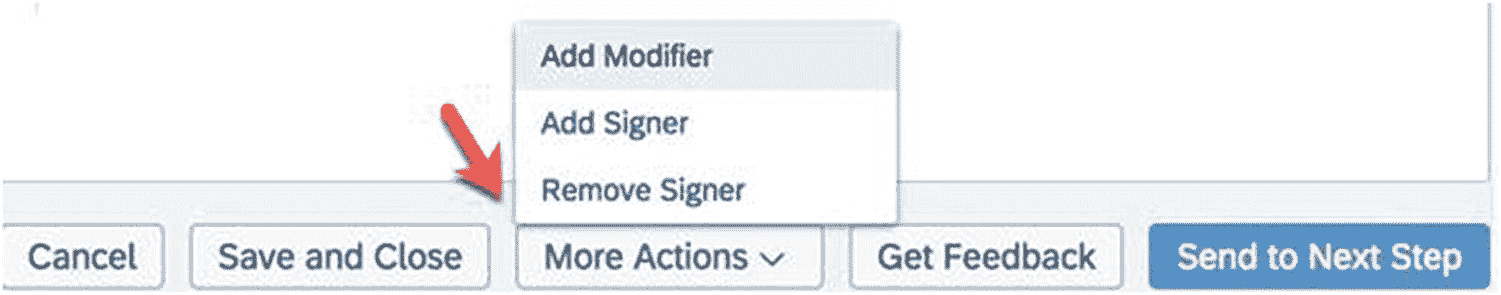 Add Modifier
Add Signer
Remove Signer
Cancel Save and Close More Actions Get Feedback Send to Next Step